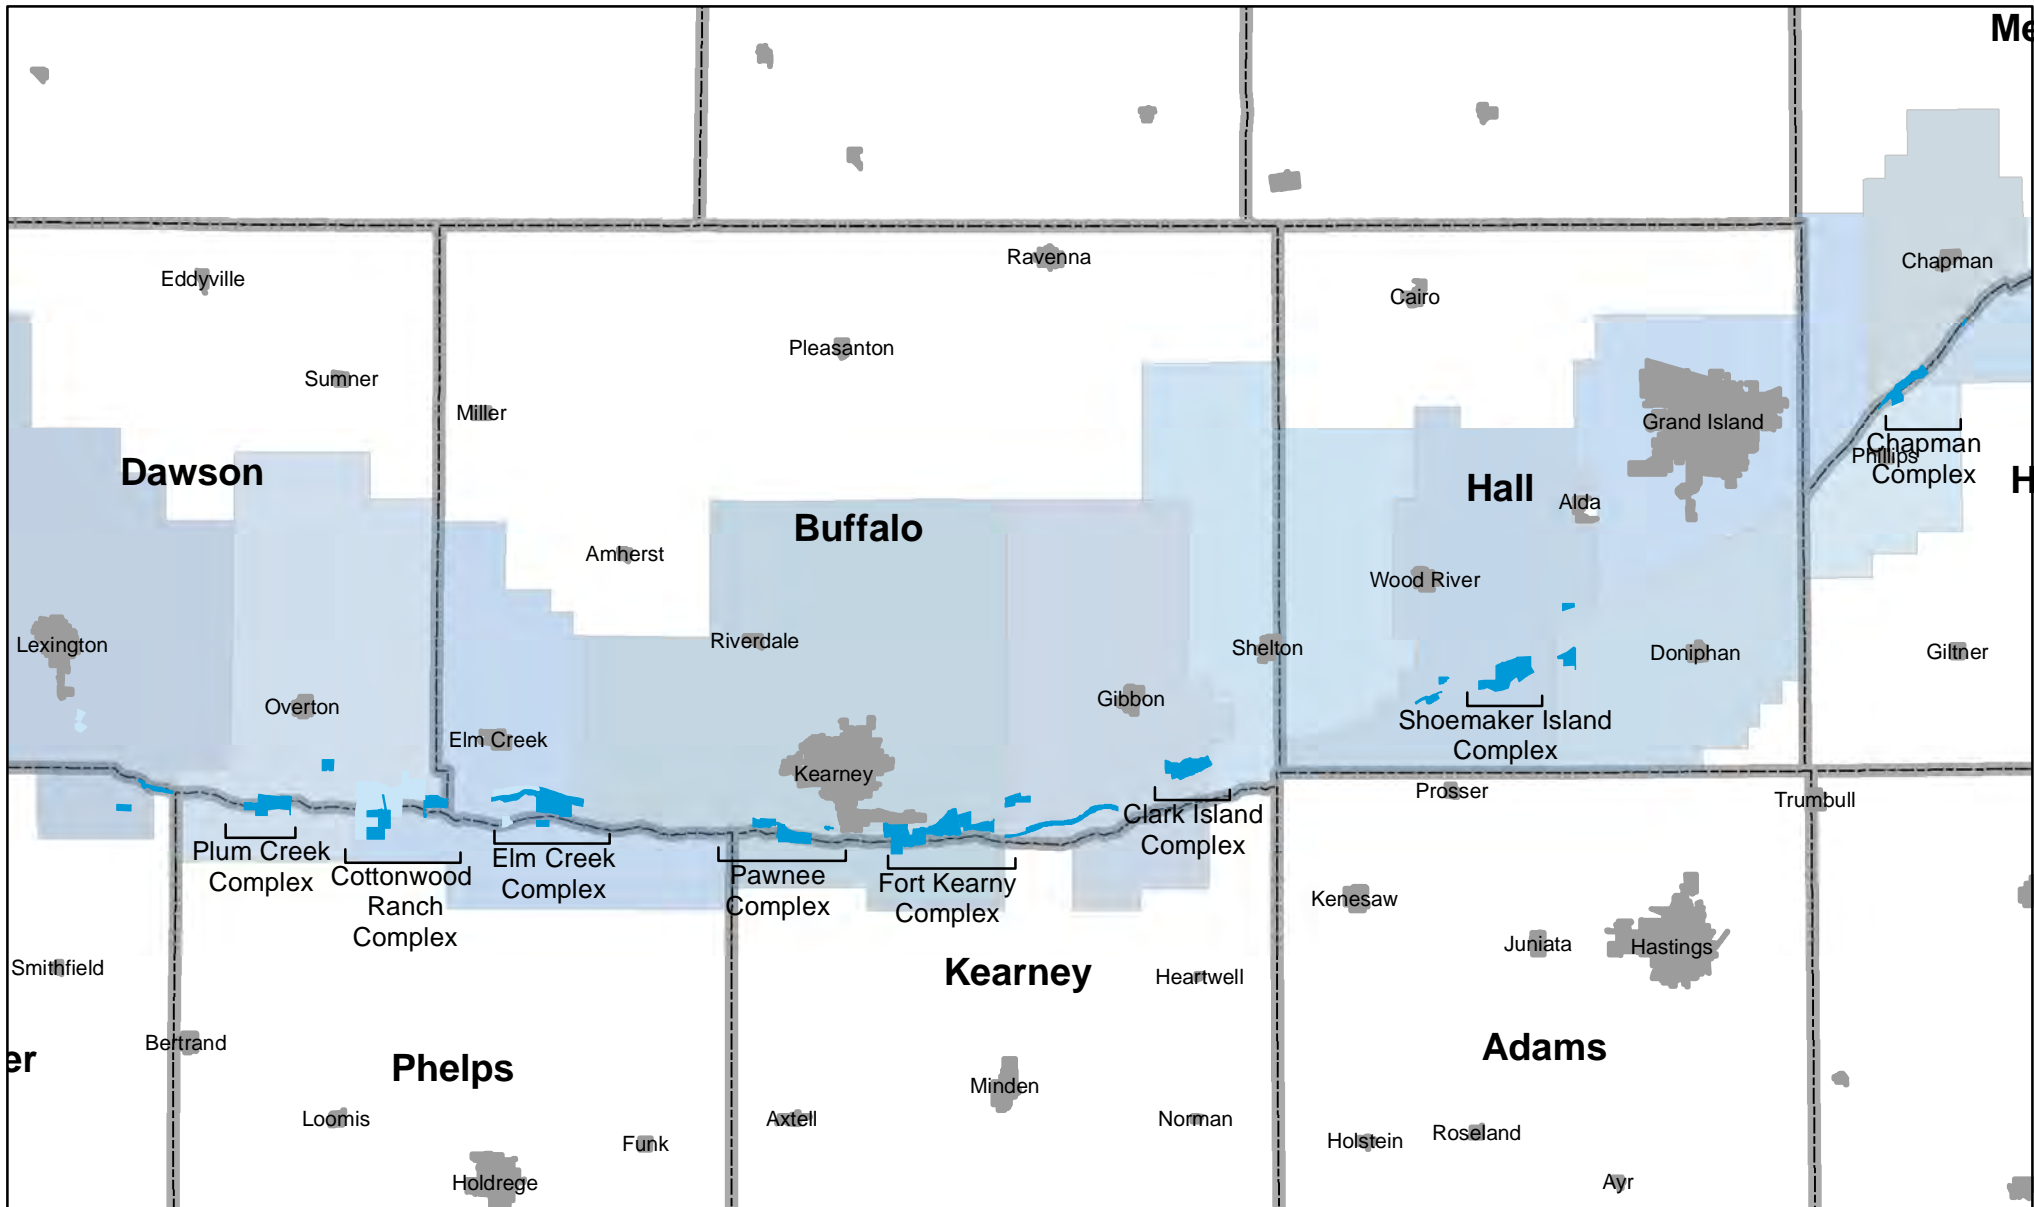 Me
Eddyville
Ravenna
Chapman
Cairo
Sumner
Pleasanton
Miller
Grand Island
Chapman
Complex
Phillips
Dawson
Hall
H
Alda
Buffalo
Amherst
Wood River
Lexington
Riverdale
Shelton
Doniphan
Giltner
Overton
Gibbon
Elm Creek
Shoemaker Island
Complex
Kearney
Prosser
Trumbull
Clark Island
Complex
Plum Creek
Complex
Cottonwood
Ranch
Complex
Elm Creek
Complex
Pawnee
Complex
Fort Kearny
Complex
Kenesaw
Juniata
Hastings
Smithfield
Kearney
Heartwell
Bertrand
er
Phelps
Adams
Minden
Loomis
Axtell
Norman
Funk
Holstein
Roseland
Holdrege
Ayr